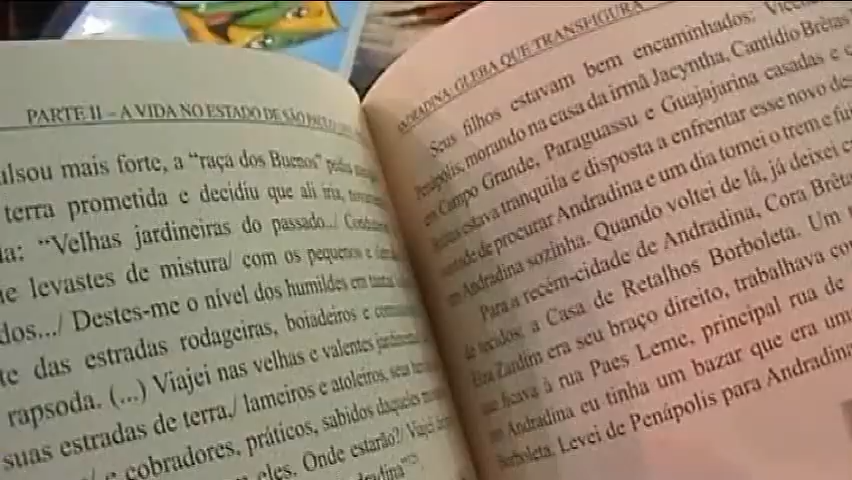 PARTE II – A VIDA NO ESTADO DE SÃO PAULO
ulsou mais forte, a "raça dos Buenos"
terra prometida e decidiu que ali iria,
"Velhas jardineiras do passado.../
levastes de mistura/ com os pequenos e
dos.../ Destes-me o nível dos humildes em
te das estradas rodageiras, boiadeiros e
rapsoda. (...) Viajei nas velhas e valentes
suas estradas de terra,/ lameiros e atoleiros, seus
e cobradores, práticos, sabidos daqueles
eles. Onde estarão?/ Viajei
ANDRADINA: GLEBA QUE TRANSFIGURA
Seus filhos estavam bem encaminhados:
Penápolis, morando na casa da irmã Jacyntha, Cantídio Brêtas
em Campo Grande, Paraguassu e Guajajarina casadas e
estava tranquila e disposta a enfrentar esse novo
de procurar Andradina e um dia tomei o trem e fui
Andradina sozinha. Quando voltei de lá, já deixei
Para a recém-cidade de Andradina, Cora
de tecidos: a Casa de Retalhos Borboleta. Um
era seu braço direito, trabalhava
que ficava à rua Paes Leme, principal rua de
Andradina eu tinha um bazar que era
Borboleta. Levei de Penápolis para Andradina